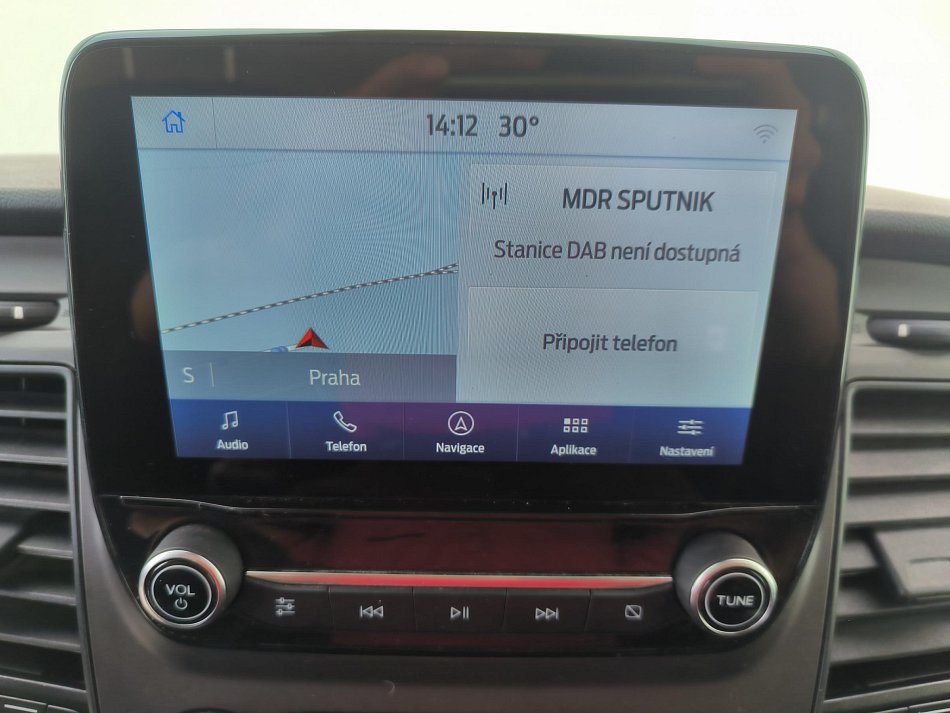 14:12 30°
MDR SPUTNIK
Stanice DAB není dostupná
Připojit telefon
S Praha
Audio Telefon Navigace Aplikace Nastavení
VOL
TUNE